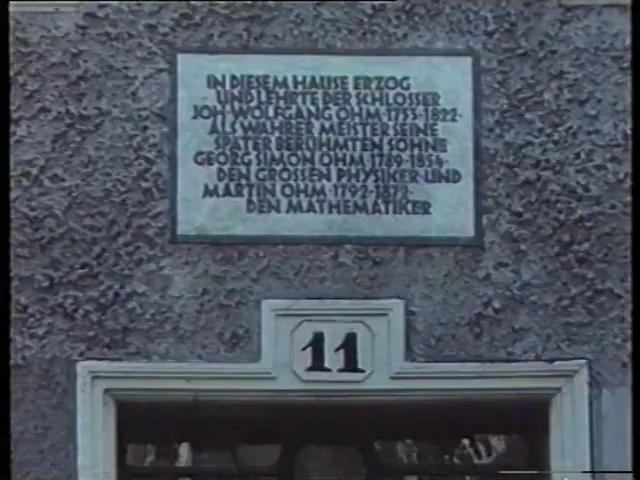 IN DIESEM HAUSE ERZOG
UND LEHRTE DER SCHLOSSER
JOH·WOLFGANG OHM·1753-1822·
ALS WAHRER MEISTER SEINE
SPÄTER BERÜHMTEN SÖHNE
GEORG SIMON OHM 1789-1854·
DEN GROSSEN PHYSIKER UND
MARTIN OHM 1792-1872·
DEN MATHEMATIKER
11